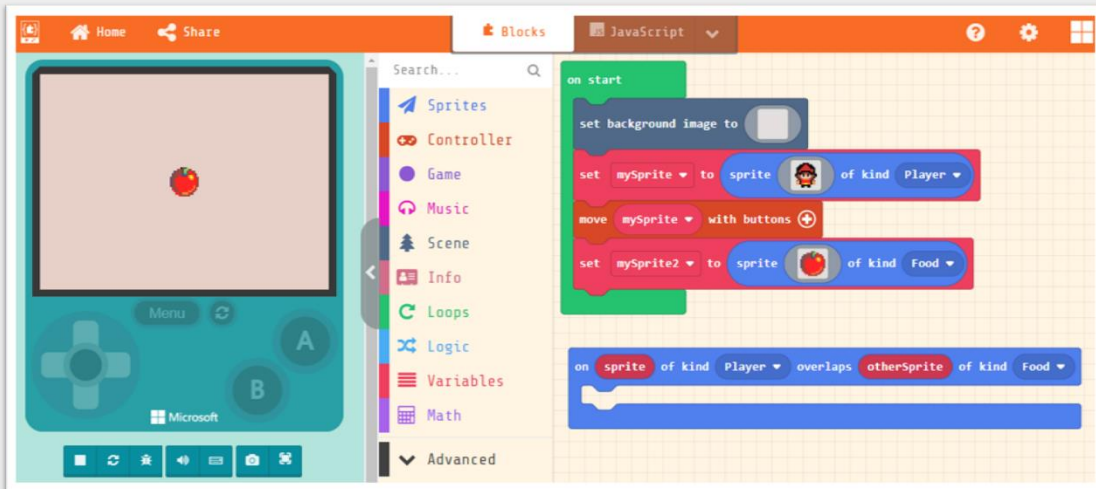 Home Share Blocks JavaScript
Menu
A
B
Microsoft
Search...
Sprites
Controller
Game
Music
Scene
Info
Loops
Logic
Variables
Math
Advanced
on start
set background image to
set mySprite to sprite of kind Player
move mySprite with buttons
set mySprite2 to sprite of kind Food
on sprite of kind Player overlaps otherSprite of kind Food